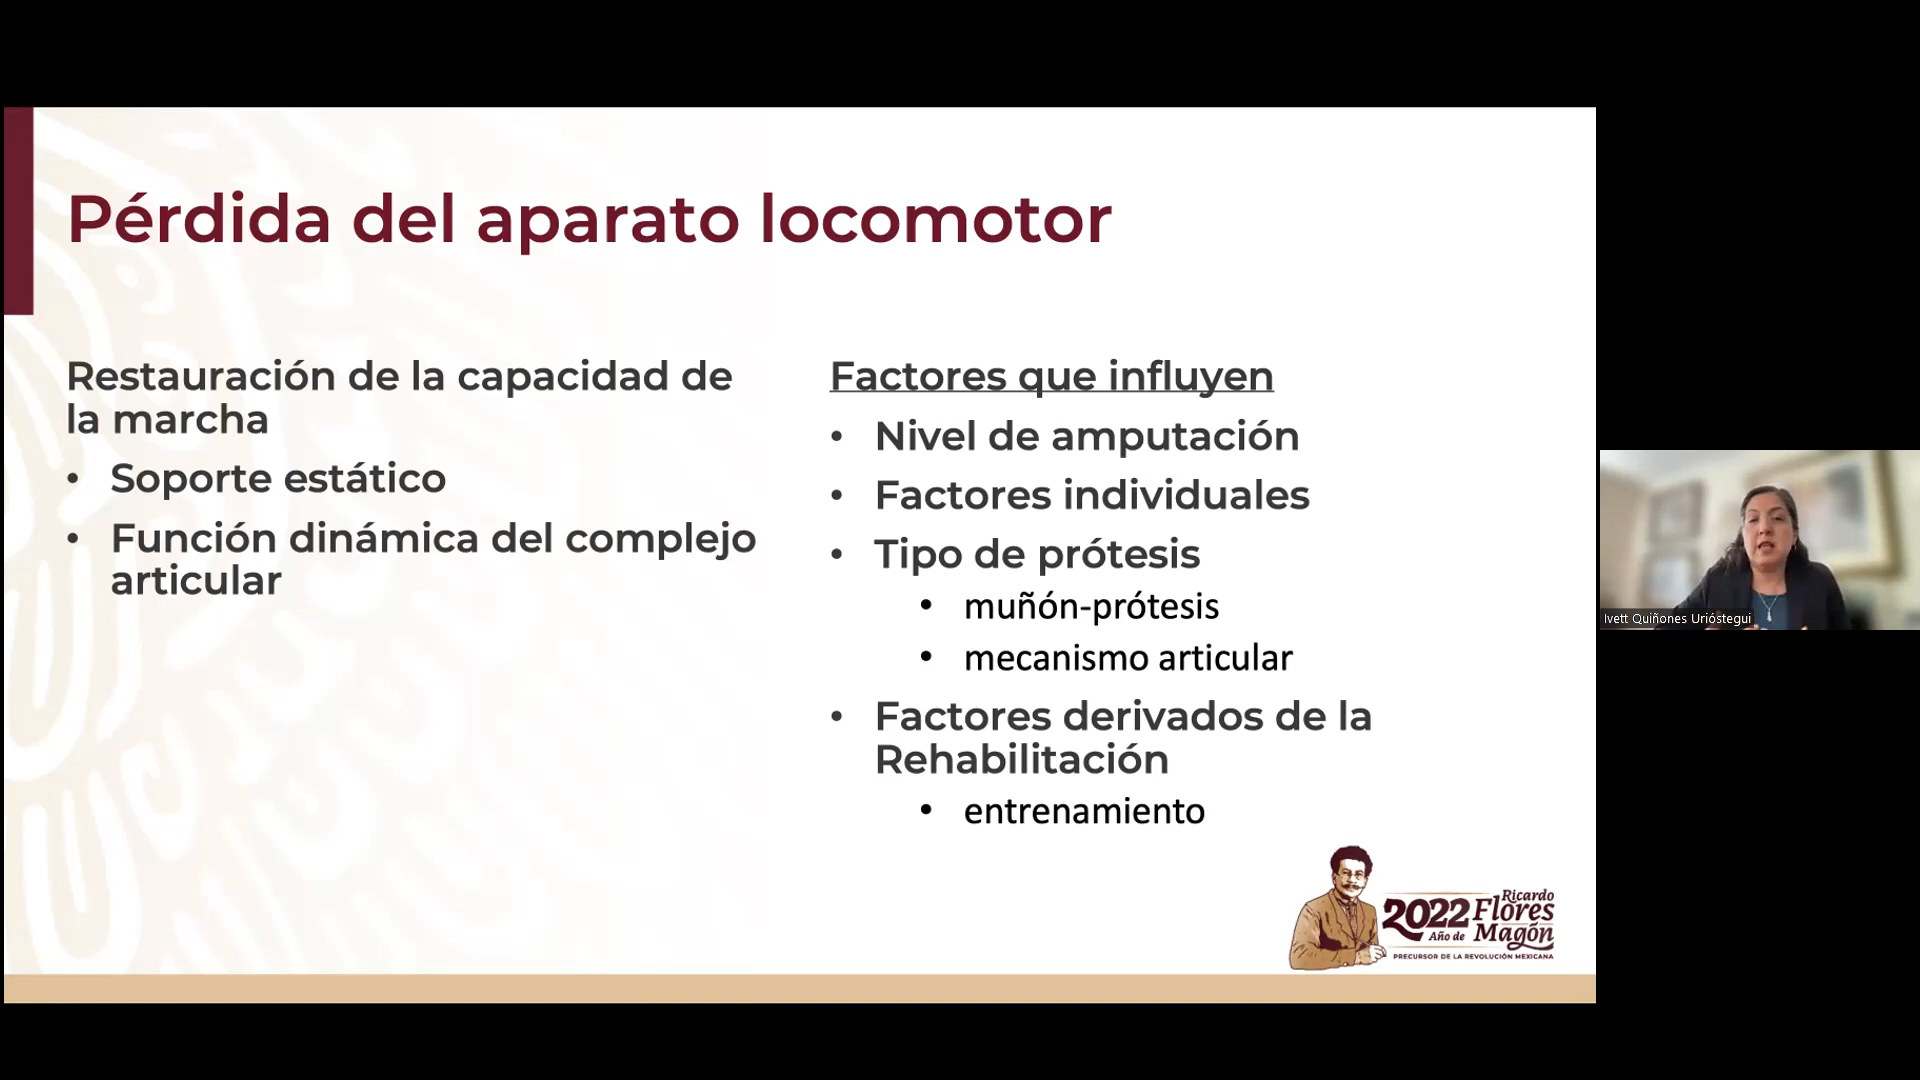 Pérdida del aparato locomotor
Restauración de la capacidad de
la marcha
• Soporte estático
• Función dinámica del complejo
articular
Factores que influyen
• Nivel de amputación
• Factores individuales
• Tipo de prótesis
• muñón-prótesis
• mecanismo articular
• Factores derivados de la
Rehabilitación
• entrenamiento
2022 Ricardo
Flores
Año de Magón
PRECURSOR DE LA REVOLUCIÓN MEXICANA
Ivett Quiñones Urióstegui